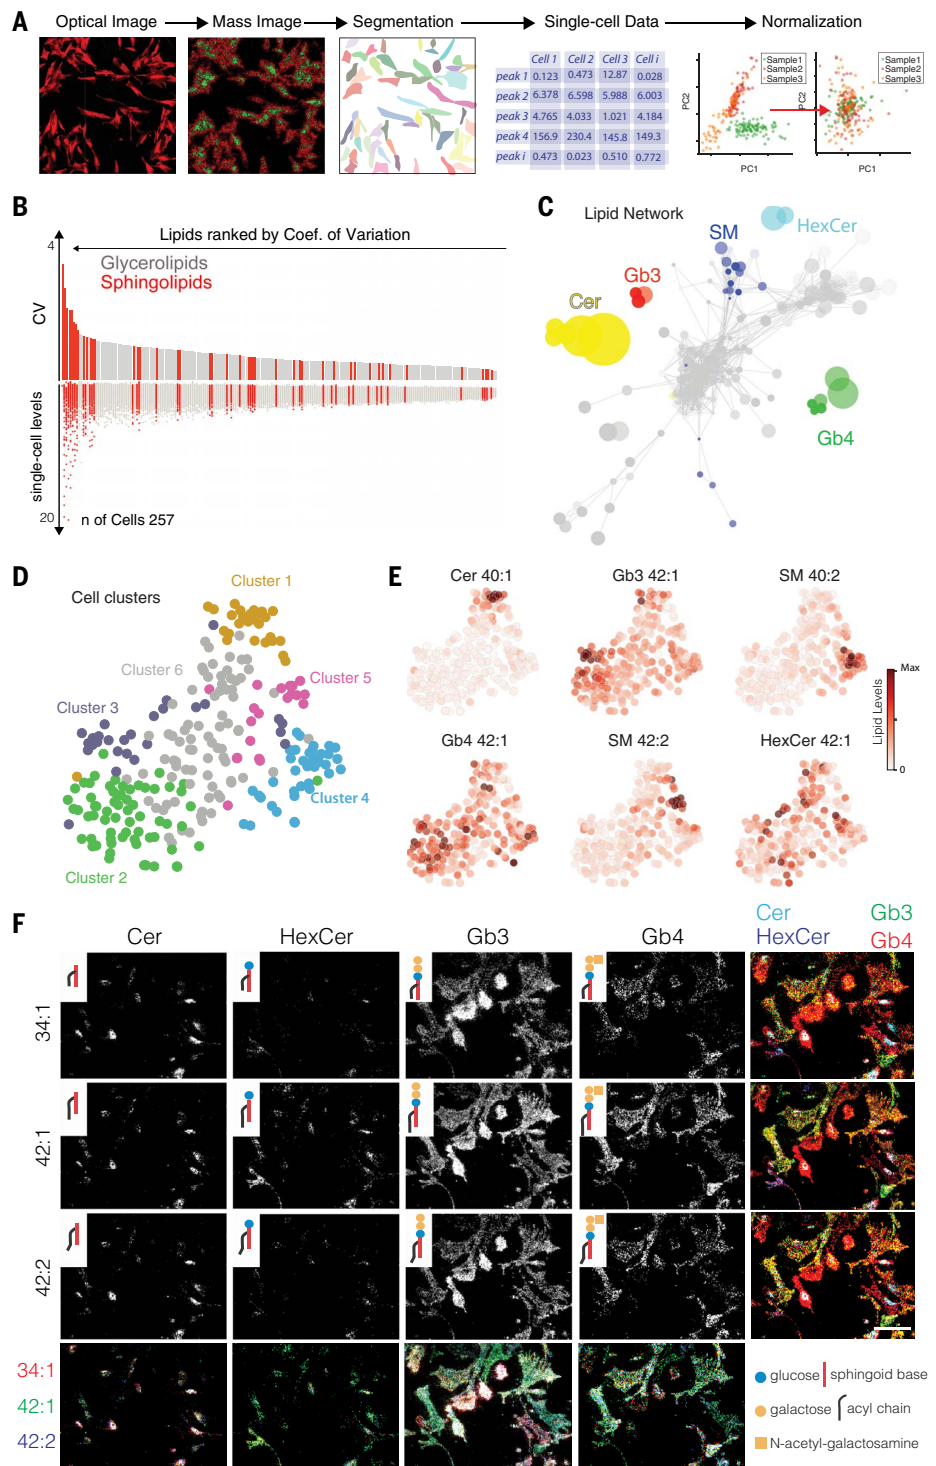 A
Optical Image
Mass Image
Segmentation
Single-cell Data
Normalization
Cell 1 Cell 2 Cell 3 Cell i
peak 1 0.123 0.473 12.87 0.028
peak 2 6.378 6.598 5.988 6.003
peak 3 4.765 4.033 1.021 4.184
peak 4 156.9 230.4 145.8 149.3
peak i 0.473 0.023 0.510 0.772
Sample1
Sample2
Sample3
PC2
PC1
Sample1
Sample2
Sample3
PC2
PC1
B
Lipids ranked by Coef. of Variation
4
Glycerolipids
Sphingolipids
CV
single-cell levels
20
n of Cells 257
C
Lipid Network
HexCer
SM
Gb3
Cer
Gb4
D
Cell clusters
Cluster 1
Cluster 6
Cluster 5
Cluster 3
Cluster 4
Cluster 2
E
Cer 40:1
Gb3 42:1
SM 40:2
Gb4 42:1
SM 42:2
HexCer 42:1
Max
Lipid Levels
0
F
Cer
HexCer
Gb3
Gb4
Cer
Gb3
HexCer
Gb4
34:1
42:1
42:2
34:1
42:1
42:2
glucose
sphingoid base
galactose
acyl chain
N-acetyl-galactosamine